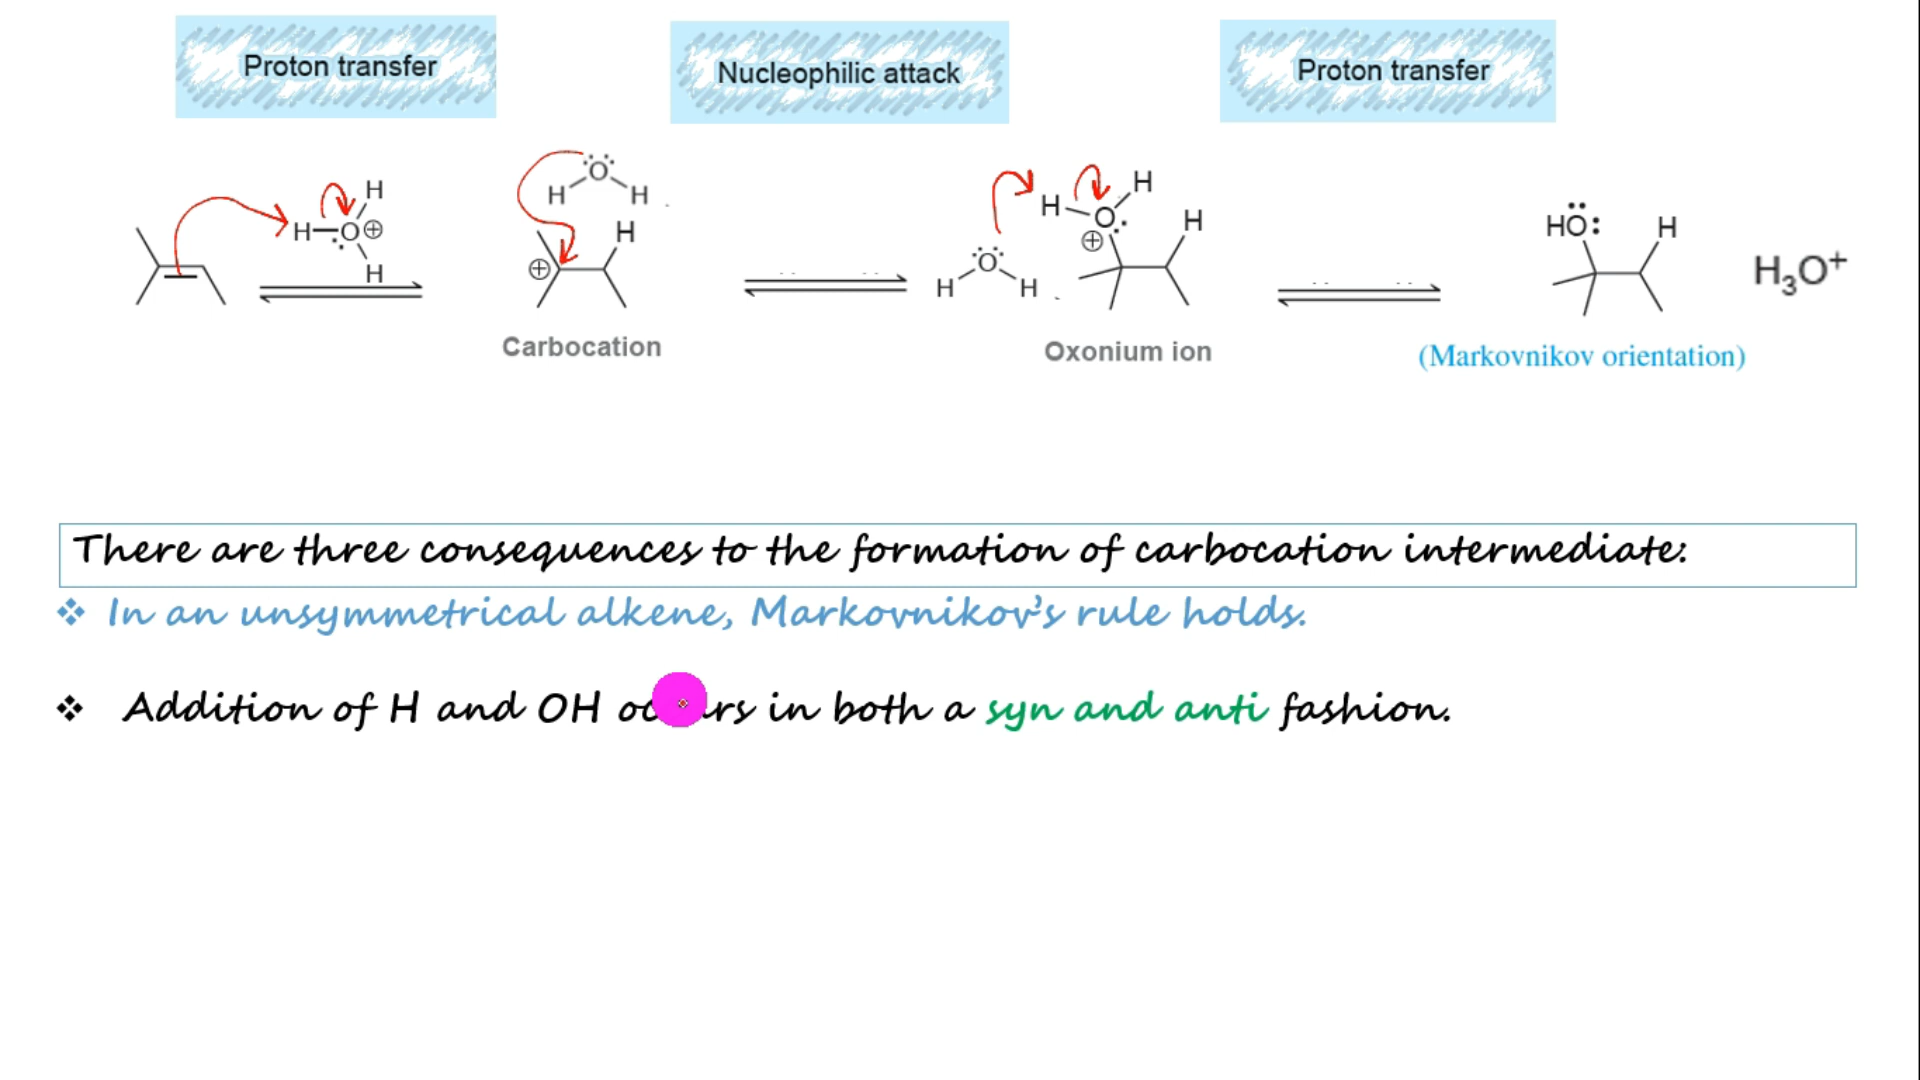 Proton transfer
Nucleophilic attack
Proton transfer
H
H—O⊕
H
H O H
⊕ H
H O H
H—O H
⊕ H
HO: H
H₃O⁺
Carbocation
Oxonium ion
(Markovnikov orientation)
There are three consequences to the formation of carbocation intermediate:
❖ In an unsymmetrical alkene, Markovnikov's rule holds.
❖ Addition of H and OH in both a syn and anti fashion.